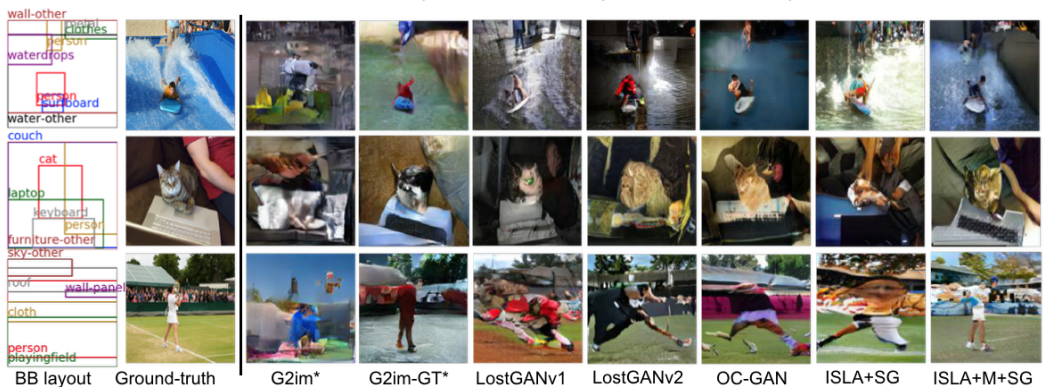 wall-other
metal
clothes
person
waterdrops
person
surfboard
water-other
couch
cat
laptop
keyboard
person
furniture-other
sky-other
roof
wall-panel
cloth
person
playingfield
BB layout Ground-truth G2im* G2im-GT* LostGANv1 LostGANv2 OC-GAN ISLA+SG ISLA+M+SG